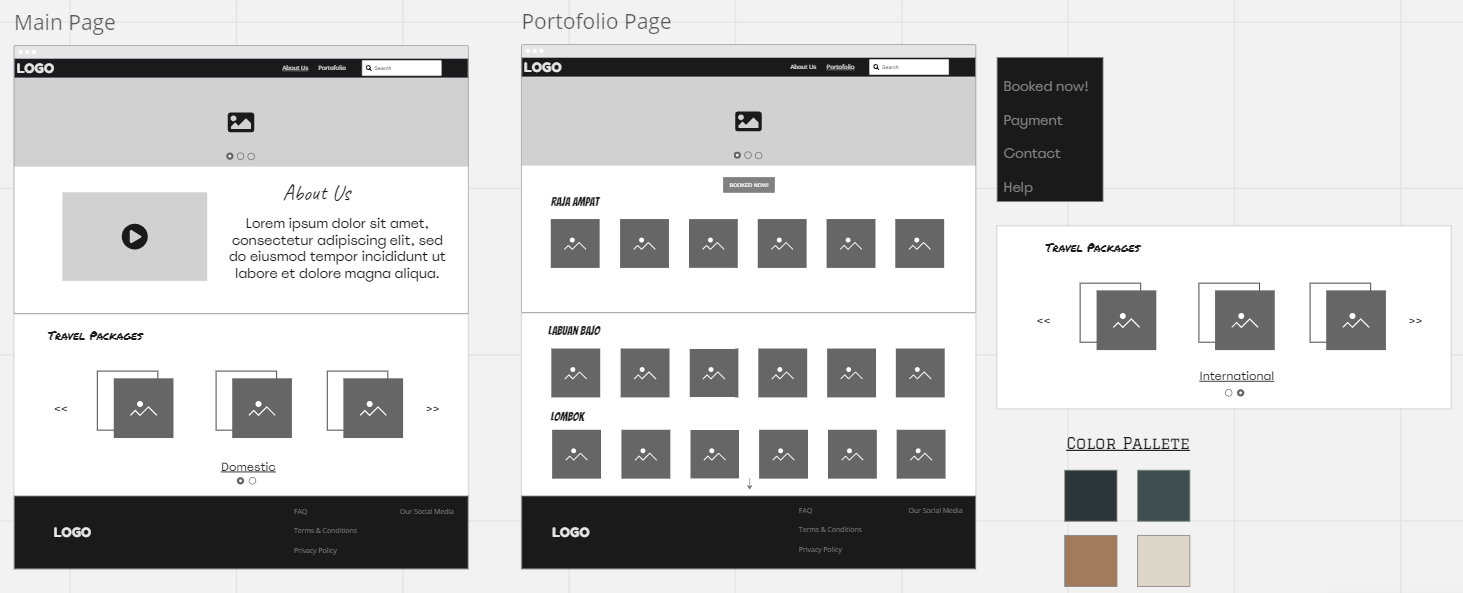 Main Page
LOGO
About Us
Portofolio
Search
About Us
Lorem ipsum dolor sit amet,
consectetur adipiscing elit, sed
do eiusmod tempor incididunt ut
labore et dolore magna aliqua.
Travel Packages
<<
>>
Domestic
LOGO
FAQ
Terms & Conditions
Privacy Policy
Our Social Media
Portofolio Page
LOGO
About Us
Portofolio
Search
BOOKED NOW!
RAJA AMPAT
LABUAN BAJO
LOMBOK
LOGO
FAQ
Terms & Conditions
Privacy Policy
Our Social Media
Booked now!
Payment
Contact
Help
Travel Packages
<<
>>
International
Color Pallete